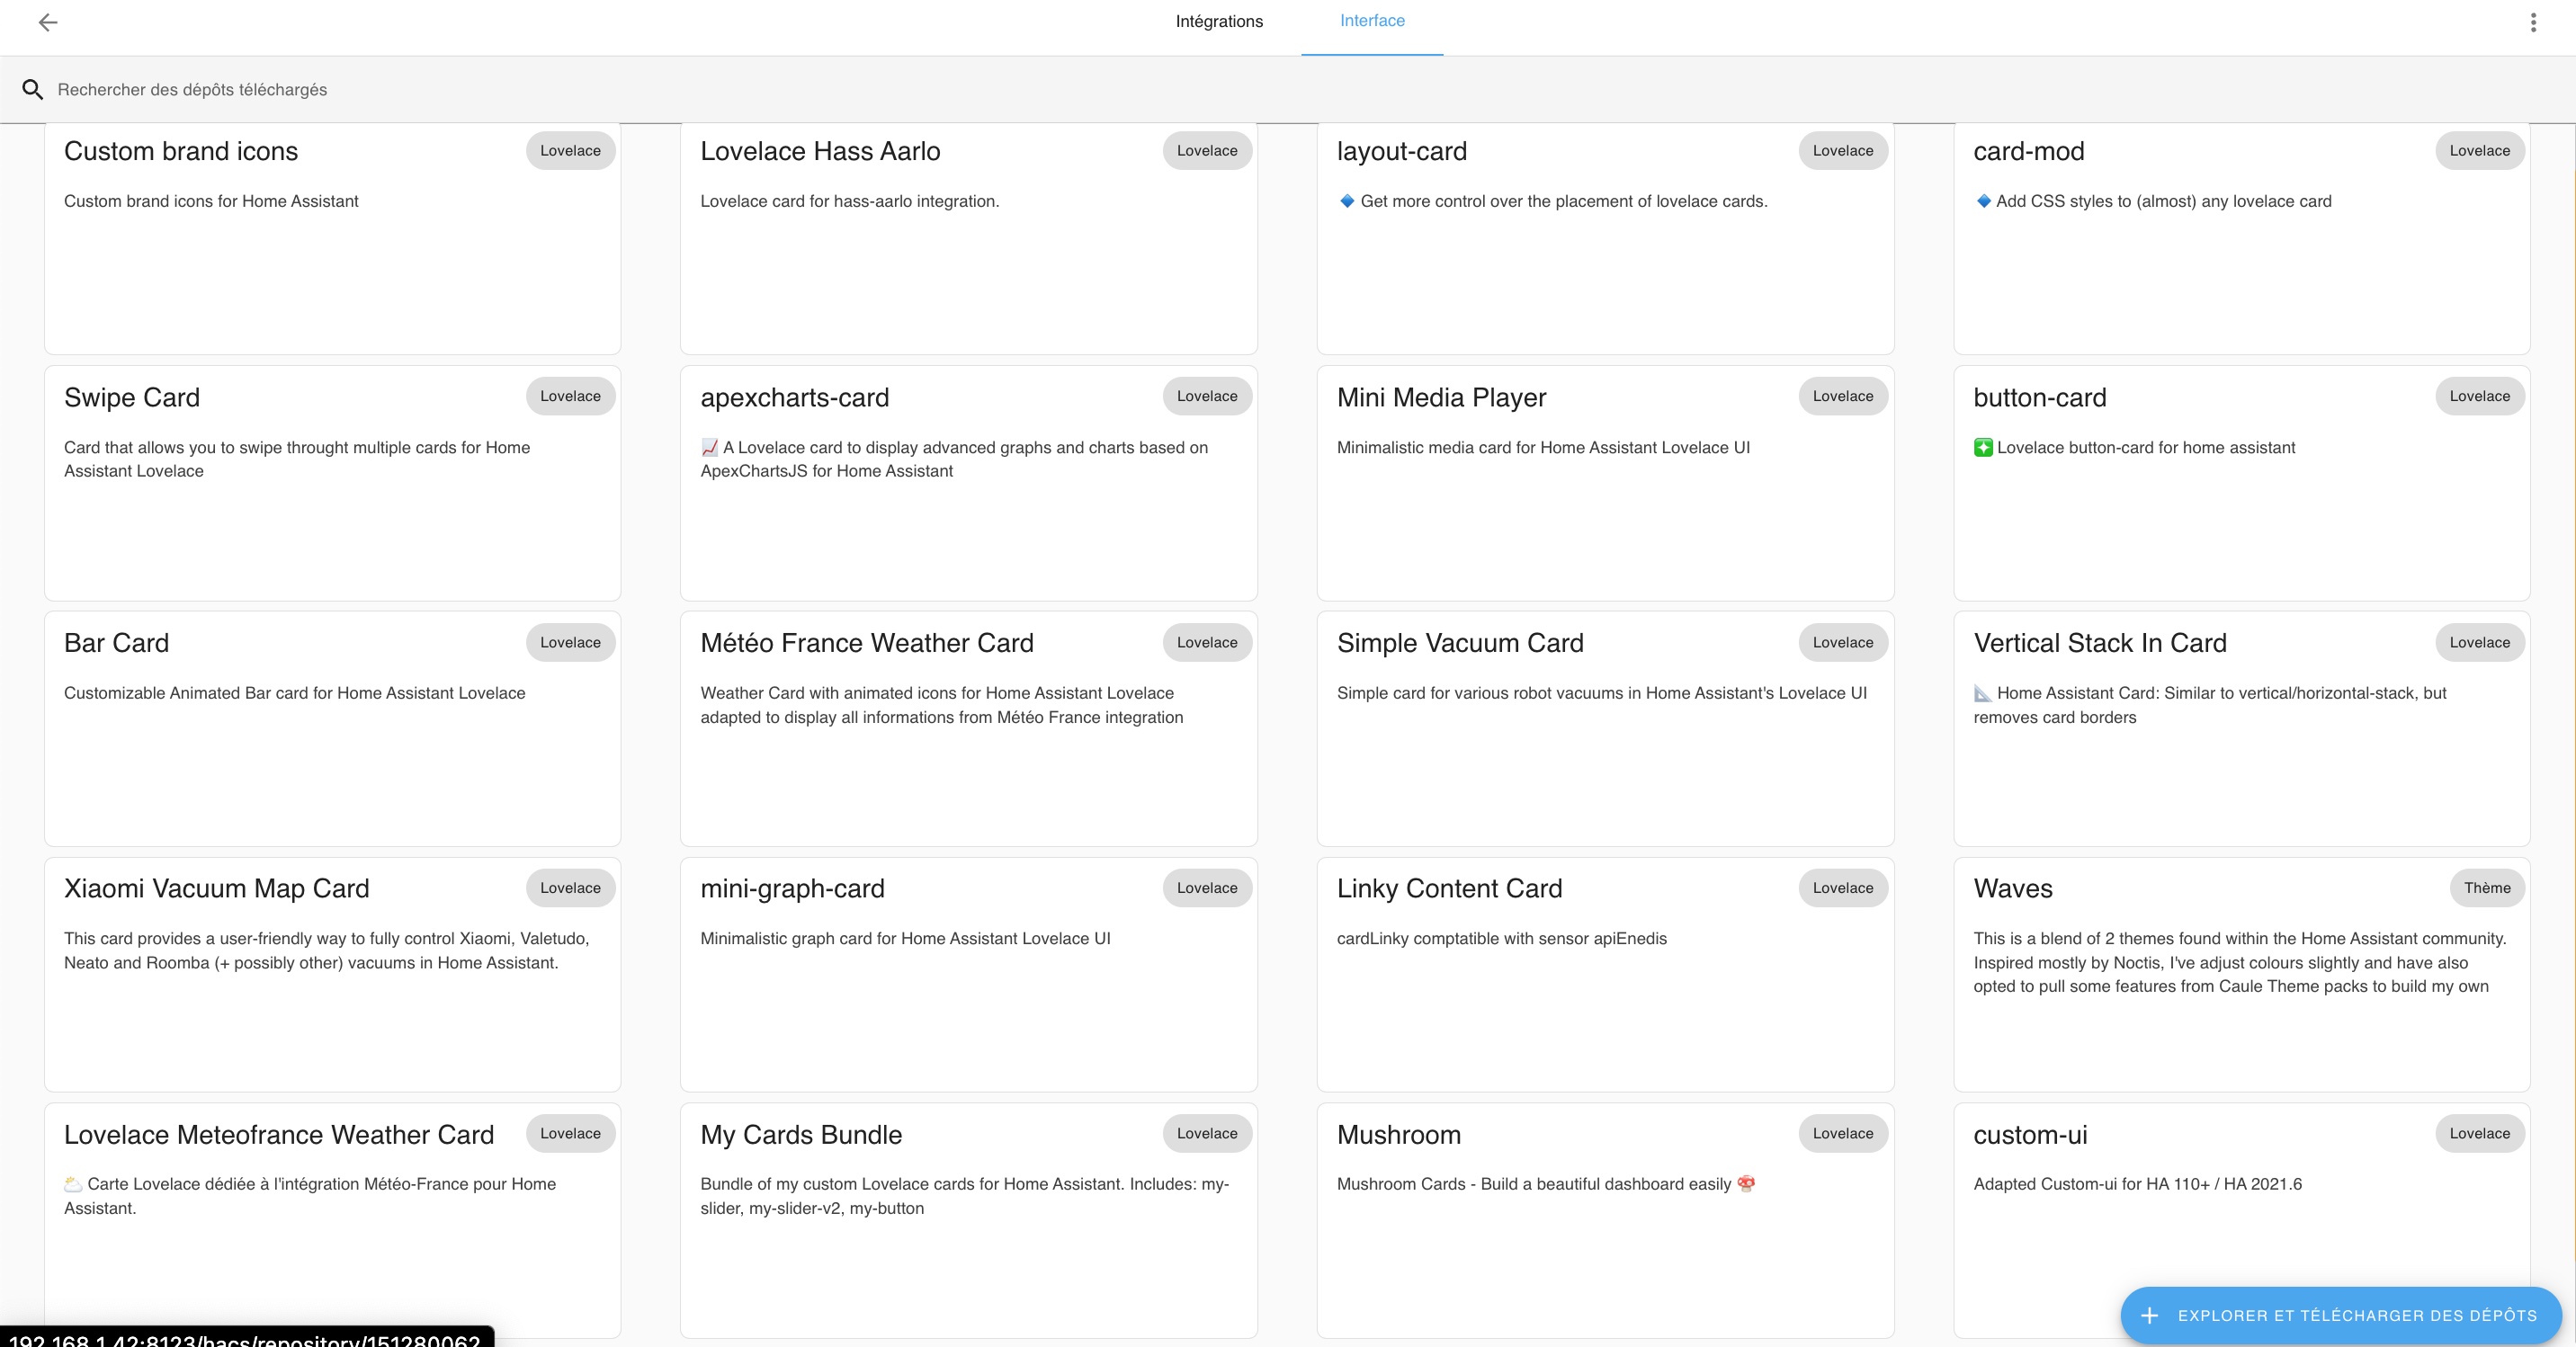 Intégrations
Interface
Rechercher des dépôts téléchargés
Custom brand icons
Lovelace
Custom brand icons for Home Assistant
Lovelace Hass Aarlo
Lovelace
Lovelace card for hass-aarlo integration.
layout-card
Lovelace
Get more control over the placement of lovelace cards.
card-mod
Lovelace
Add CSS styles to (almost) any lovelace card
Swipe Card
Lovelace
Card that allows you to swipe throught multiple cards for Home
Assistant Lovelace
apexcharts-card
Lovelace
A Lovelace card to display advanced graphs and charts based on
ApexChartsJS for Home Assistant
Mini Media Player
Lovelace
Minimalistic media card for Home Assistant Lovelace UI
button-card
Lovelace
Lovelace button-card for home assistant
Bar Card
Lovelace
Customizable Animated Bar card for Home Assistant Lovelace
Météo France Weather Card
Lovelace
Weather Card with animated icons for Home Assistant Lovelace
adapted to display all informations from Météo France integration
Simple Vacuum Card
Lovelace
Simple card for various robot vacuums in Home Assistant's Lovelace UI
Vertical Stack In Card
Lovelace
Home Assistant Card: Similar to vertical/horizontal-stack, but
removes card borders
Xiaomi Vacuum Map Card
Lovelace
This card provides a user-friendly way to fully control Xiaomi, Valetudo,
Neato and Roomba (+ possibly other) vacuums in Home Assistant.
mini-graph-card
Lovelace
Minimalistic graph card for Home Assistant Lovelace UI
Linky Content Card
Lovelace
cardLinky comptatible with sensor apiEnedis
Waves
Thème
This is a blend of 2 themes found within the Home Assistant community.
Inspired mostly by Noctis, I've adjust colours slightly and have also
opted to pull some features from Caule Theme packs to build my own
Lovelace Meteofrance Weather Card
Lovelace
Carte Lovelace dédiée à l'intégration Météo-France pour Home
Assistant.
My Cards Bundle
Lovelace
Bundle of my custom Lovelace cards for Home Assistant. Includes: my-
slider, my-slider-v2, my-button
Mushroom
Lovelace
Mushroom Cards - Build a beautiful dashboard easily
custom-ui
Lovelace
Adapted Custom-ui for HA 110+ / HA 2021.6
EXPLORER ET TÉLÉCHARGER DES DÉPÔTS
192.168.1.42:8123/hacs/repository/151280062